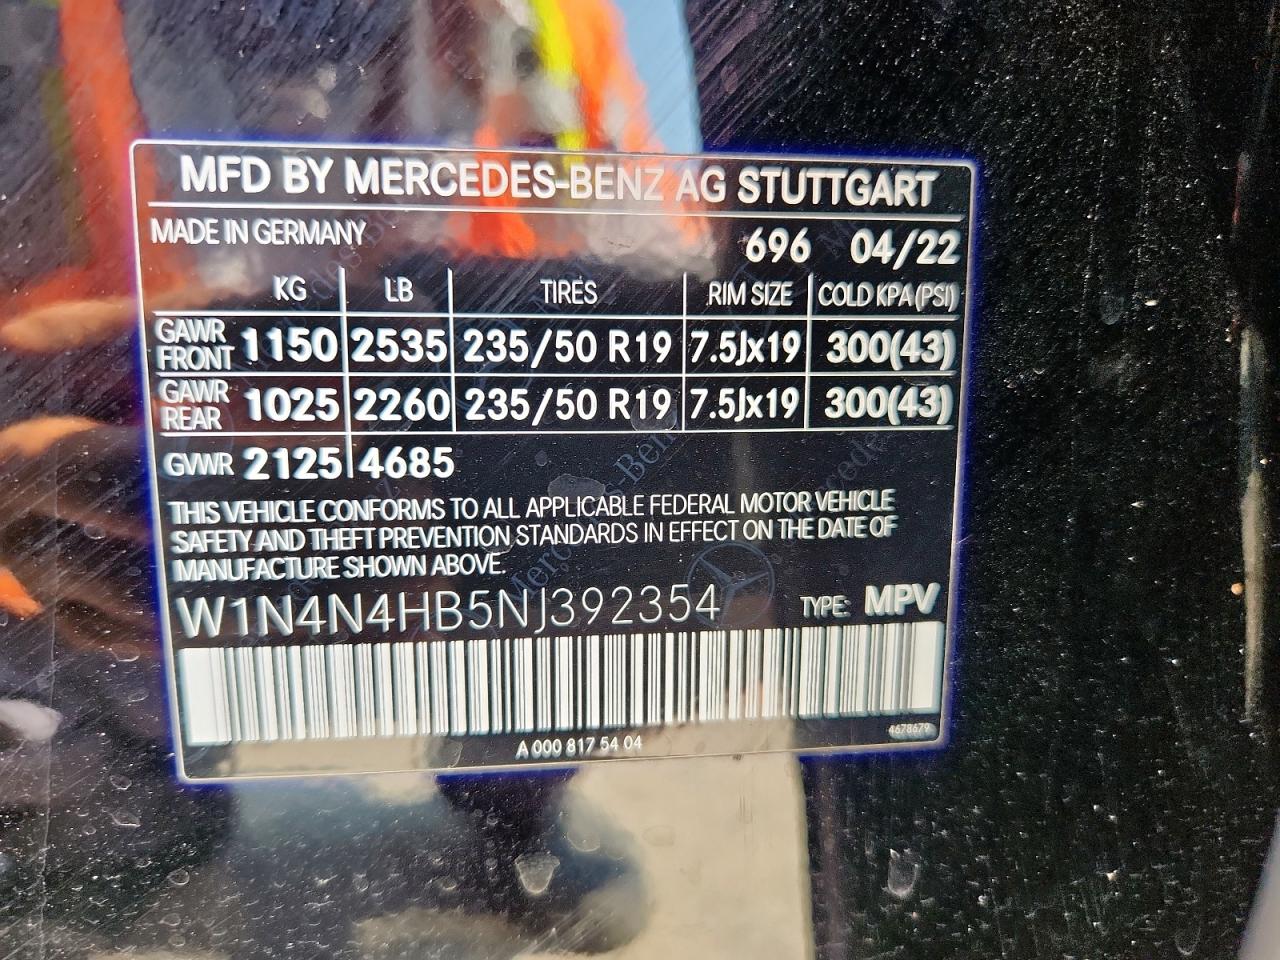 MFD BY MERCEDES-BENZ AG STUTTGART
MADE IN GERMANY 696 04/22
KG LB TIRES RIM SIZE COLD KPA(PSI)
GAWR FRONT 1150 2535 235/50 R19 7.5Jx19 300(43)
GAWR REAR 1025 2260 235/50 R19 7.5Jx19 300(43)
GVWR 2125 4685
THIS VEHICLE CONFORMS TO ALL APPLICABLE FEDERAL MOTOR VEHICLE
SAFETY AND THEFT PREVENTION STANDARDS IN EFFECT ON THE DATE OF
MANUFACTURE SHOWN ABOVE.
W1N4N4HB5NJ392354 TYPE: MPV
A 000 817 54 04 4678679